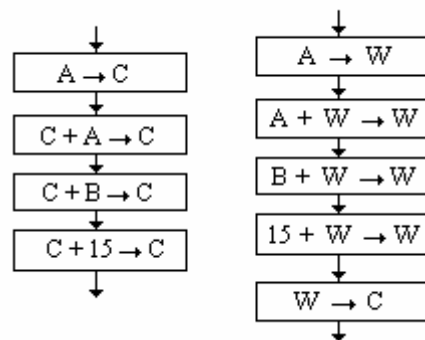 A → C
C + A → C
C + B → C
C + 15 → C
A → W
A + W → W
B + W → W
15 + W → W
W → C